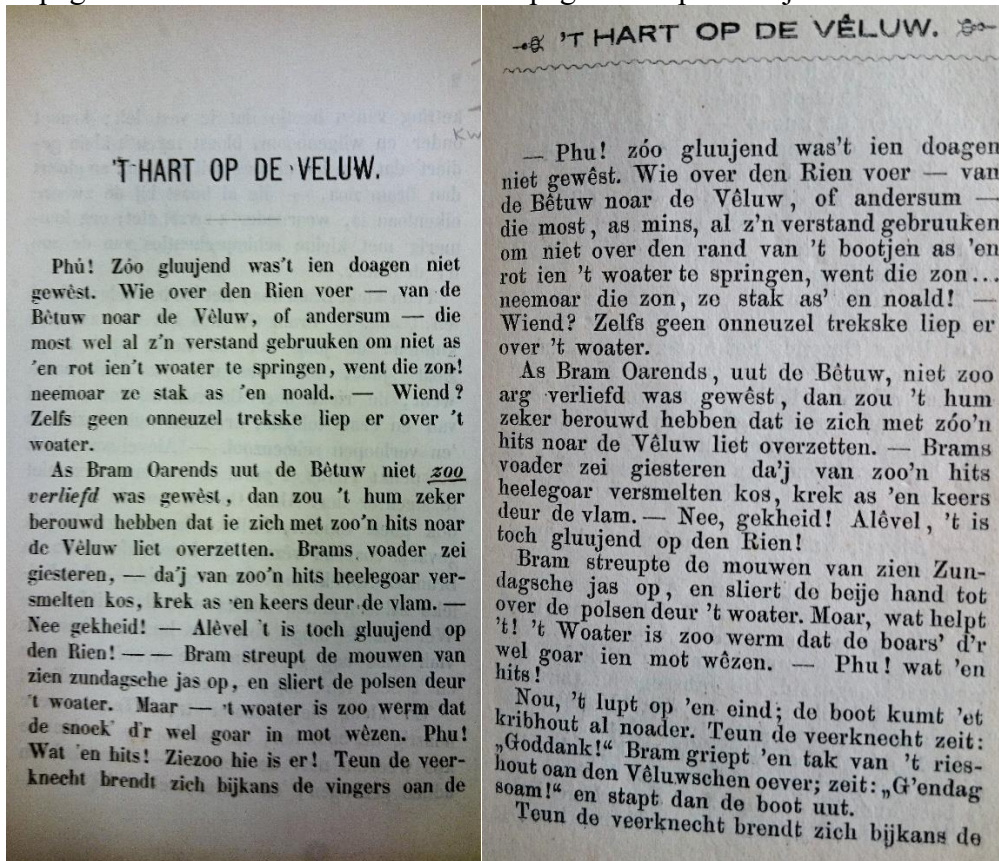 'T HART OP DE VELUW.
Phú! Zóo gluujend was't ien doagen niet
gewèst. Wie over den Rien voer — van de
Bètuw noar de Vèluw, of andersum — die
most wel al z'n verstand gebruuken om niet as
'en rot ien't woater te springen, went die zon!
neemoar ze stak as 'en noald. — Wiend?
Zelfs geen onneuzel trekske liep er over 't
woater.
As Bram Oarends uut de Bètuw niet zoo
verliefd was gewèst, dan zou 't hum zeker
berouwd hebben dat ie zich met zoo'n hits noar
de Vèluw liet overzetten. Brams voader zei
giesteren, — da'j van zoo'n hits heelegoar ver-
smelten kos, krek as 'en keers deur de vlam. —
Nee gekheid! — Alèvel 't is toch gluujend op
den Rien! — — Bram streupt de mouwen van
zien zundagsche jas op, en sliert de polsen deur
't woater. Maar — 't woater is zoo werm dat
de snoek d'r wel goar in mot wèzen. Phu!
Wat 'en hits! Ziezoo hie is er! Teun de veer-
knecht brendt zich bijkans de vingers oan de
'T HART OP DE VÊLUW.
— Phu! zóo gluujend was't ien doagen
niet gewêst. Wie over den Rien voer — van
de Bêtuw noar de Vêluw, of andersum —
die most, as mins, al z'n verstand gebruuken
om niet over den rand van 't bootjen as 'en
rot ien 't woater te springen, went die zon...
neemoar die zon, ze stak as' en noald! —
Wiend? Zelfs geen onneuzel trekske liep er
over 't woater.
As Bram Oarends, uut de Bêtuw, niet zoo
arg verliefd was gewêst, dan zou 't hum
zeker berouwd hebben dat ie zich met zóo'n
hits noar de Vêluw liet overzetten. — Brams
voader zei giesteren da'j van zoo'n hits
heelegoar versmelten kos, krek as 'en keers
deur de vlam. — Nee, gekheid! Alêvel, 't is
toch gluujend op den Rien!
Bram streupte de mouwen van zien Zun-
dagsche jas op, en sliert de beije hand tot
over de polsen deur 't woater. Moar, wat helpt
't! 't Woater is zoo werm dat de boars' d'r
wel goar ien mot wêzen. — Phu! wat 'en
hits!
Nou, 't lupt op 'en eind; de boot kumt 'et
kribhout al noader. Teun de veerknecht zeit:
„Goddank!“ Bram griept 'en tak van 't ries-
hout oan den Vêluwschen oever; zeit: „G'endag
soam!“ en stapt dan de boot uut.
Teun de veerknecht brendt zich bijkans de